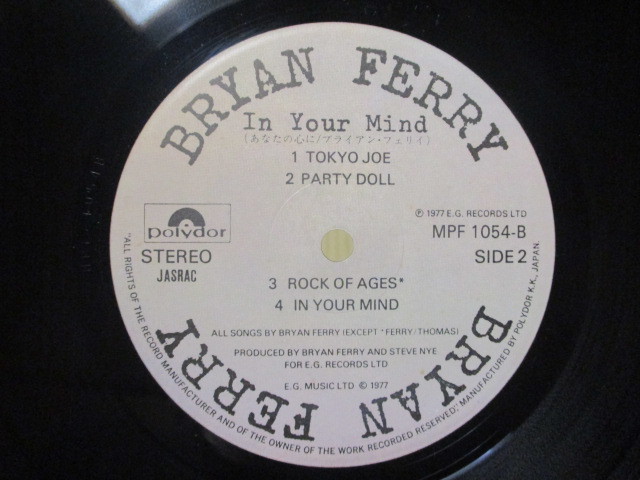 BRYAN FERRY
In Your Mind
(あなたの心に/ブライアン・フェリイ)
1 TOKYO JOE
2 PARTY DOLL
℗ 1977 E.G. RECORDS LTD
polydor
MPF 1054-B
STEREO
SIDE 2
JASRAC
3 ROCK OF AGES*
4 IN YOUR MIND
ALL SONGS BY BRYAN FERRY (EXCEPT *FERRY/THOMAS)
PRODUCED BY BRYAN FERRY AND STEVE NYE
FOR E.G. RECORDS LTD
E.G. MUSIC LTD © 1977
BRYAN FERRY
"ALL RIGHTS OF THE RECORD MANUFACTURER AND OF THE OWNER OF THE WORK RECORDED RESERVED," MANUFACTURED BY POLYDOR K.K., JAPAN.